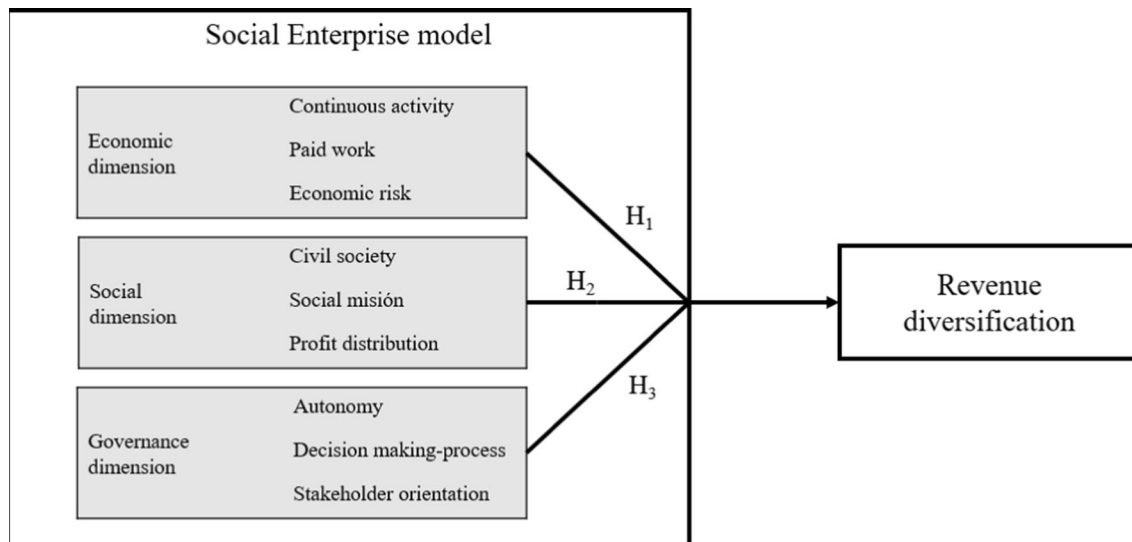 Social Enterprise model
Economic
dimension
Continuous activity
Paid work
Economic risk
H₁
Social
dimension
Civil society
Social misión
Profit distribution
H₂
Governance
dimension
Autonomy
Decision making-process
Stakeholder orientation
H₃
Revenue
diversification